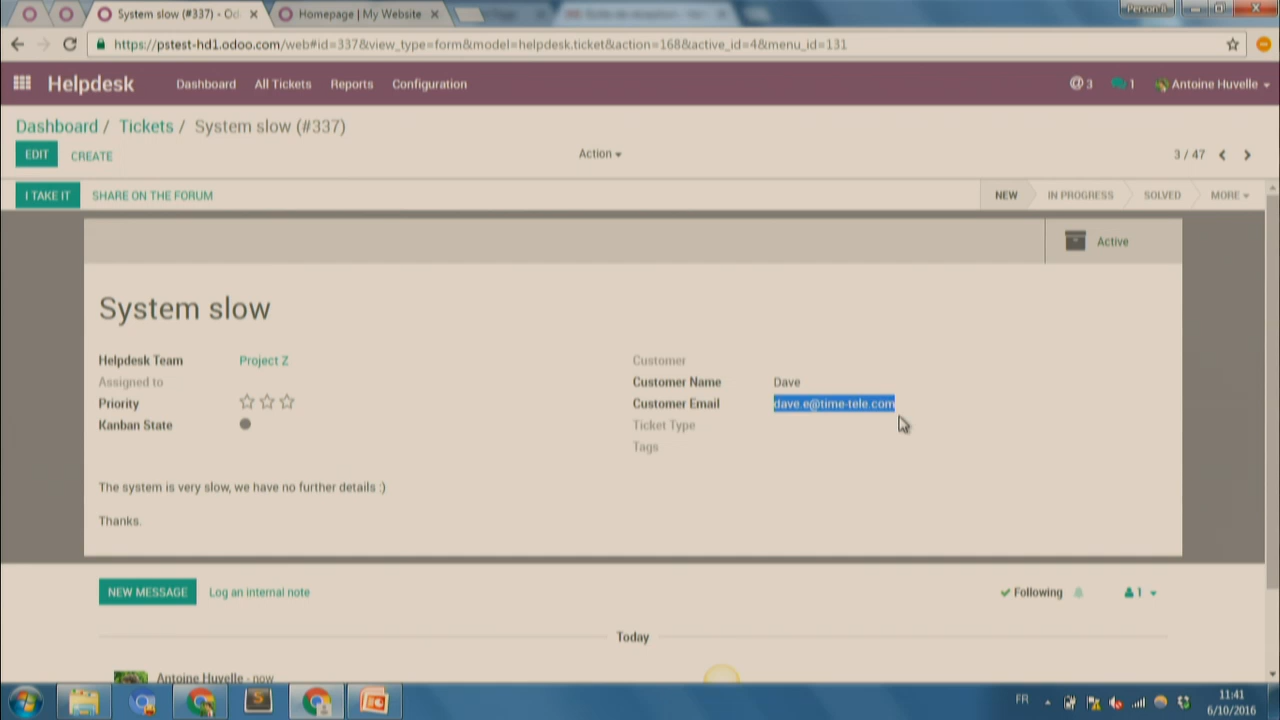 System slow (#337) - Od
Homepage | My Website
https://pstest-hd1.odoo.com/web#id=337&view_type=form&model=helpdesk.ticket&action=168&active_id=4&menu_id=131
Helpdesk
Dashboard
All Tickets
Reports
Configuration
@ 3
1
Antoine Huvelle
Dashboard / Tickets / System slow (#337)
EDIT
CREATE
Action
3 / 47
I TAKE IT
SHARE ON THE FORUM
NEW
IN PROGRESS
SOLVED
MORE
Active
System slow
Helpdesk Team Project Z
Assigned to
Priority
Kanban State
Customer
Customer Name Dave
Customer Email dave.e@time-tele.com
Ticket Type
Tags
The system is very slow, we have no further details :)
Thanks.
NEW MESSAGE
Log an internal note
Following
1
Today
Antoine Huvelle - now
FR
11:41
6/10/2016